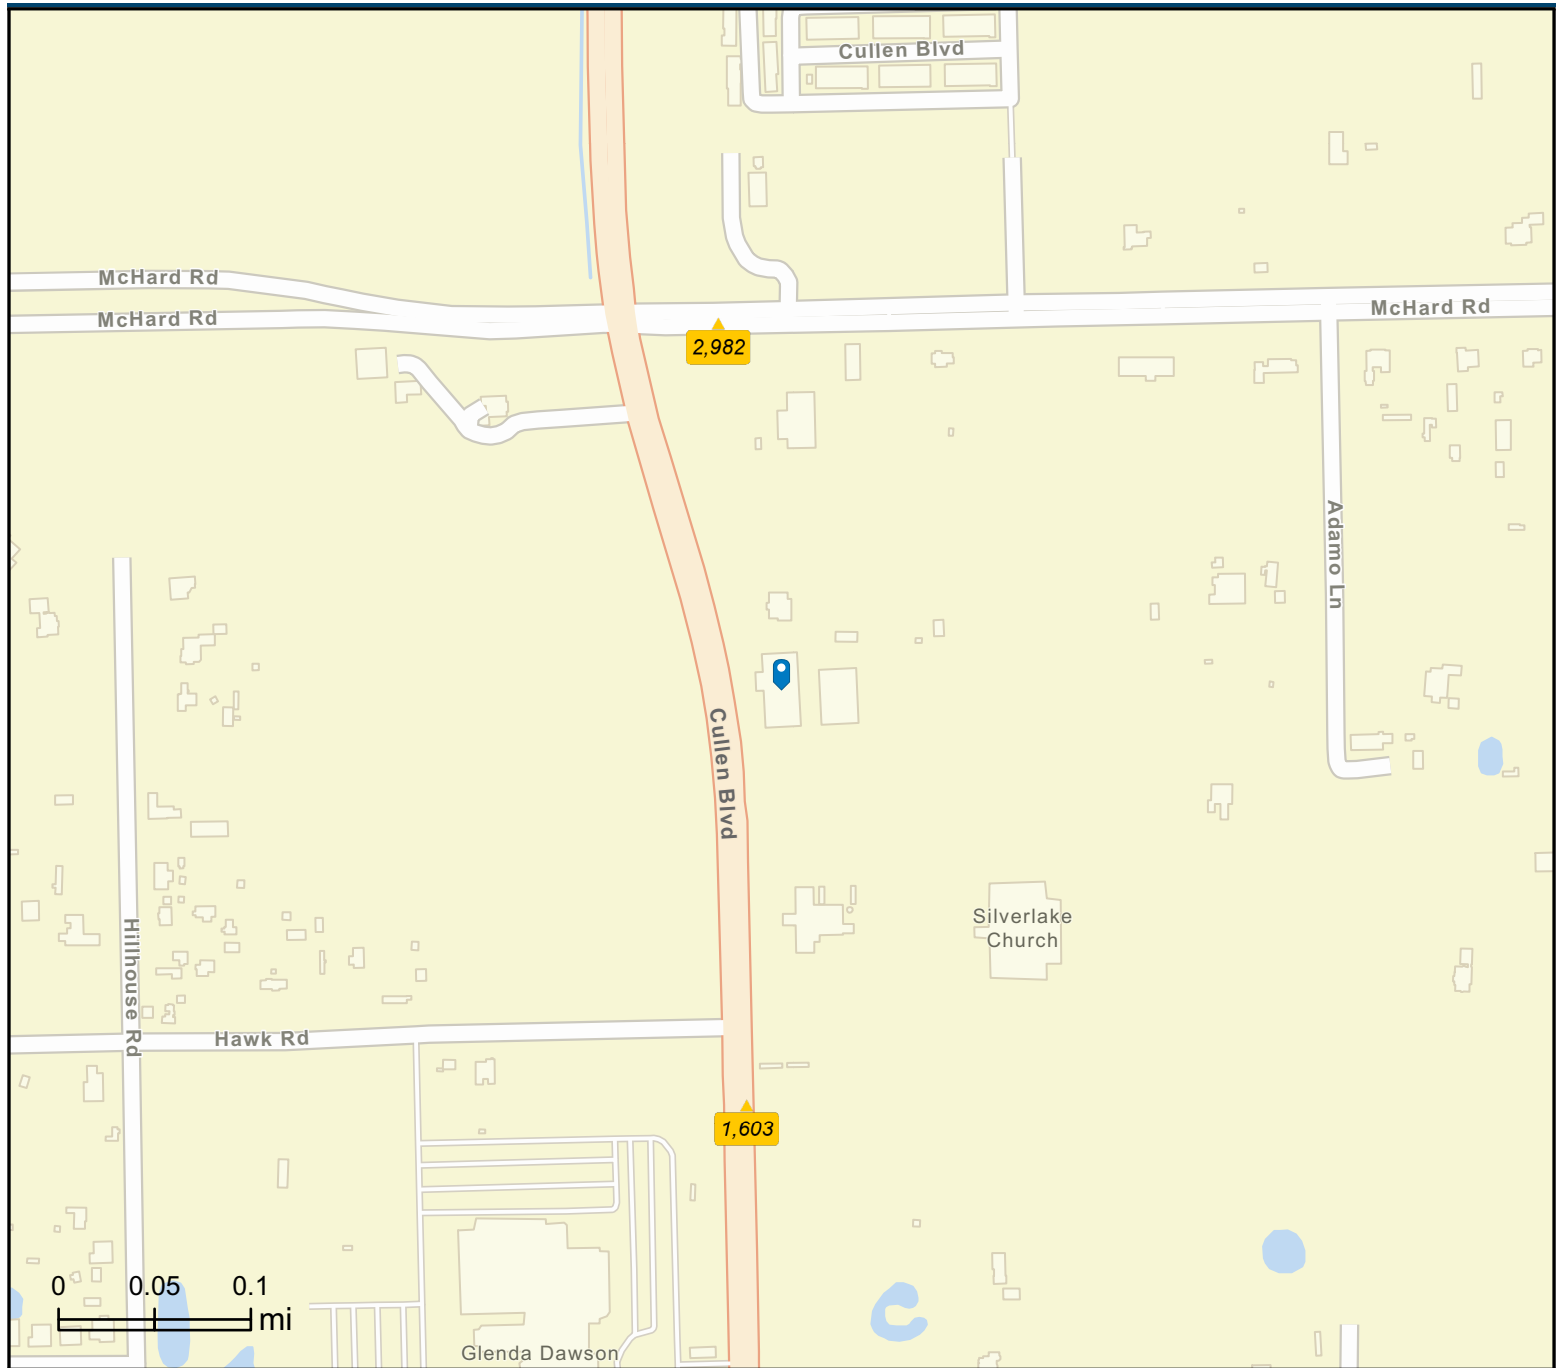 Cullen Blvd
McHard Rd
McHard Rd
McHard Rd
2,982
Adamo Ln
Cullen Blvd
Silverlake
Church
Hillhouse Rd
Hawk Rd
1,603
0 0.05 0.1
mi
Glenda Dawson